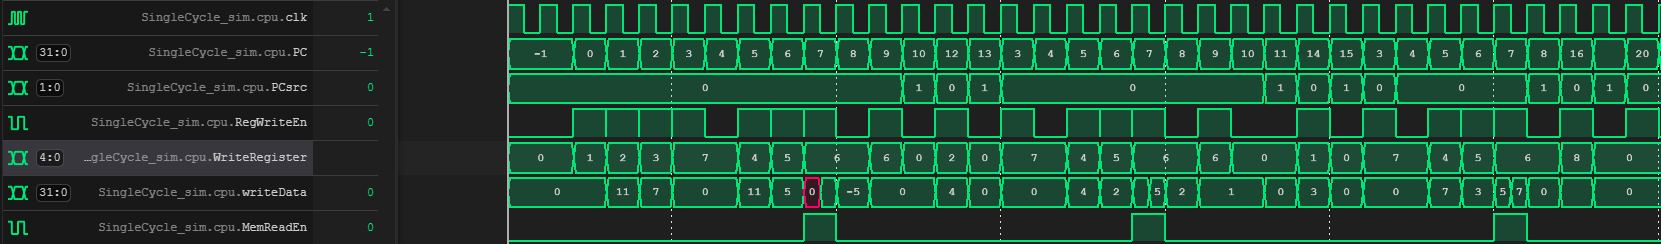 SingleCycle_sim.cpu.clk 1
31:0 SingleCycle_sim.cpu.PC -1 -1 0 1 2 3 4 5 6 7 8 9 10 12 13 3 4 5 6 7 8 9 10 11 14 15 3 4 5 6 7 8 16 20
1:0 SingleCycle_sim.cpu.PCsrc 0 0 1 0 1 0 1 0 1 0 0 1 0 1 0
SingleCycle_sim.cpu.RegWriteEn 0
4:0 …gleCycle_sim.cpu.WriteRegister 0 0 1 2 3 7 4 5 6 6 0 2 0 7 4 5 6 6 0 1 0 7 4 5 6 8 0
31:0 SingleCycle_sim.cpu.writeData 0 0 11 7 0 11 5 0 -5 0 4 0 0 4 2 5 2 1 0 3 0 0 7 3 5 7 0 0
SingleCycle_sim.cpu.MemReadEn 0